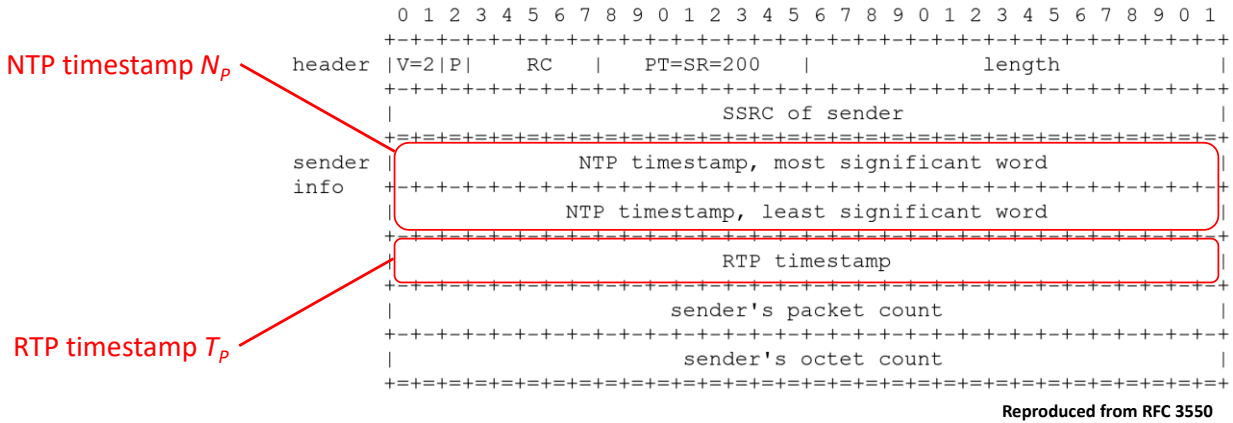 0 1 2 3 4 5 6 7 8 9 0 1 2 3 4 5 6 7 8 9 0 1 2 3 4 5 6 7 8 9 0 1
+-+-+-+-+-+-+-+-+-+-+-+-+-+-+-+-+-+-+-+-+-+-+-+-+-+-+-+-+-+-+-+-+
NTP timestamp NP
header |V=2|P| RC | PT=SR=200 | length |
+-+-+-+-+-+-+-+-+-+-+-+-+-+-+-+-+-+-+-+-+-+-+-+-+-+-+-+-+-+-+-+-+
| SSRC of sender |
+=+=+=+=+=+=+=+=+=+=+=+=+=+=+=+=+=+=+=+=+=+=+=+=+=+=+=+=+=+=+=+=+
sender | NTP timestamp, most significant word |
info +-+-+-+-+-+-+-+-+-+-+-+-+-+-+-+-+-+-+-+-+-+-+-+-+-+-+-+-+-+-+-+-+
| NTP timestamp, least significant word |
+-+-+-+-+-+-+-+-+-+-+-+-+-+-+-+-+-+-+-+-+-+-+-+-+-+-+-+-+-+-+-+-+
| RTP timestamp |
+-+-+-+-+-+-+-+-+-+-+-+-+-+-+-+-+-+-+-+-+-+-+-+-+-+-+-+-+-+-+-+-+
| sender's packet count |
+-+-+-+-+-+-+-+-+-+-+-+-+-+-+-+-+-+-+-+-+-+-+-+-+-+-+-+-+-+-+-+-+
RTP timestamp TP
| sender's octet count |
+=+=+=+=+=+=+=+=+=+=+=+=+=+=+=+=+=+=+=+=+=+=+=+=+=+=+=+=+=+=+=+=+
Reproduced from RFC 3550